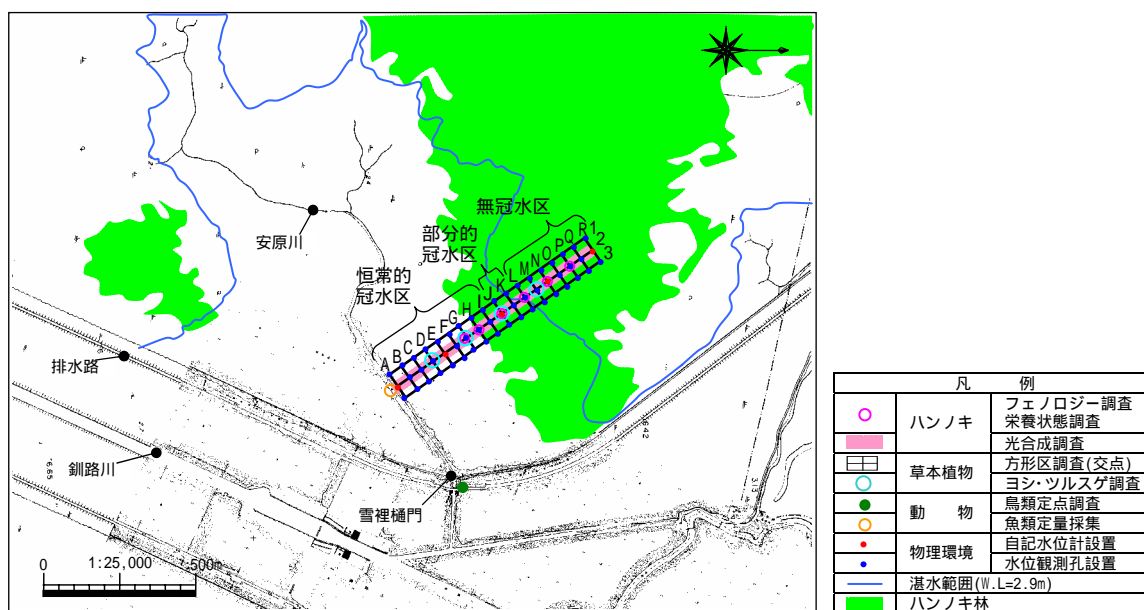 無冠水区
部分的
冠水区
恒常的
冠水区
A B C D E F G H I J K L M N O P Q R 1
2
3
安原川
排水路
釧路川
雪裡樋門
6.65
6.42
0 1:25,000 500m
凡 例
ハンノキ
フェノロジー調査
栄養状態調査
光合成調査
草本植物
方形区調査(交点)
ヨシ・ツルスゲ調査
動 物
鳥類定点調査
魚類定量採集
物理環境
自記水位計設置
水位観測孔設置
湛水範囲(W.L=2.9m)
ハンノキ林